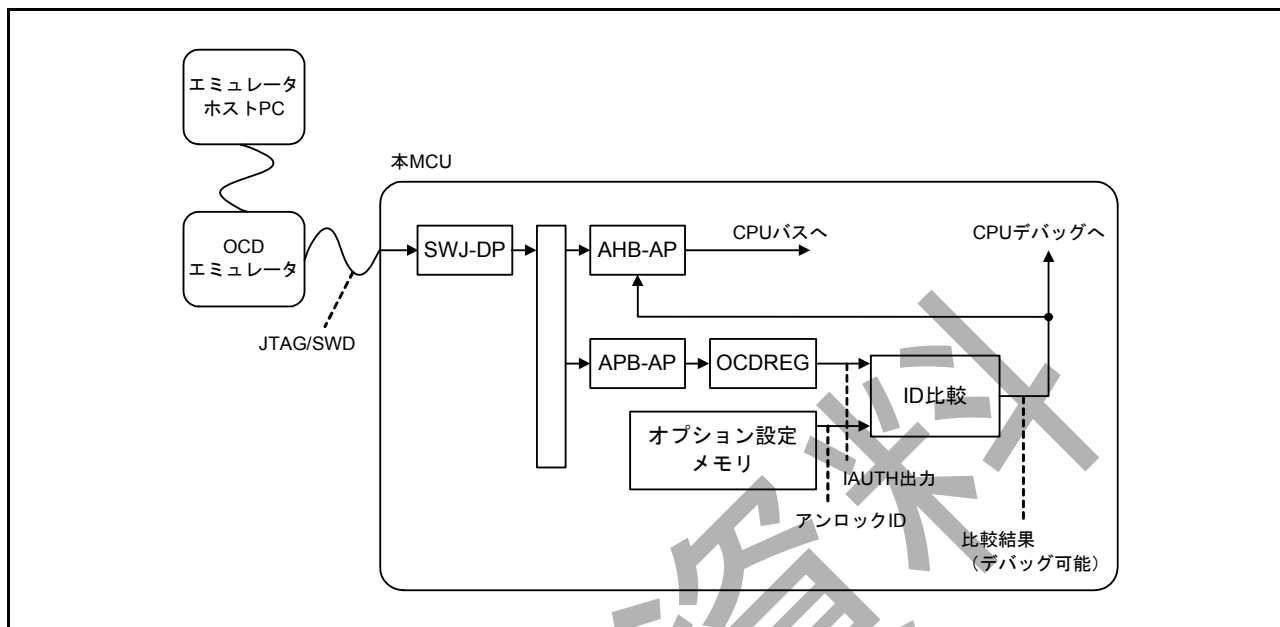 エミュレータ
ホストPC
本MCU
OCD
エミュレータ
SWJ-DP
AHB-AP
CPUバスへ
CPUデバッグへ
JTAG/SWD
APB-AP
OCDREG
ID比較
オプション設定
メモリ
IAUTH出力
アンロックID
比較結果
（デバッグ可能）
資料